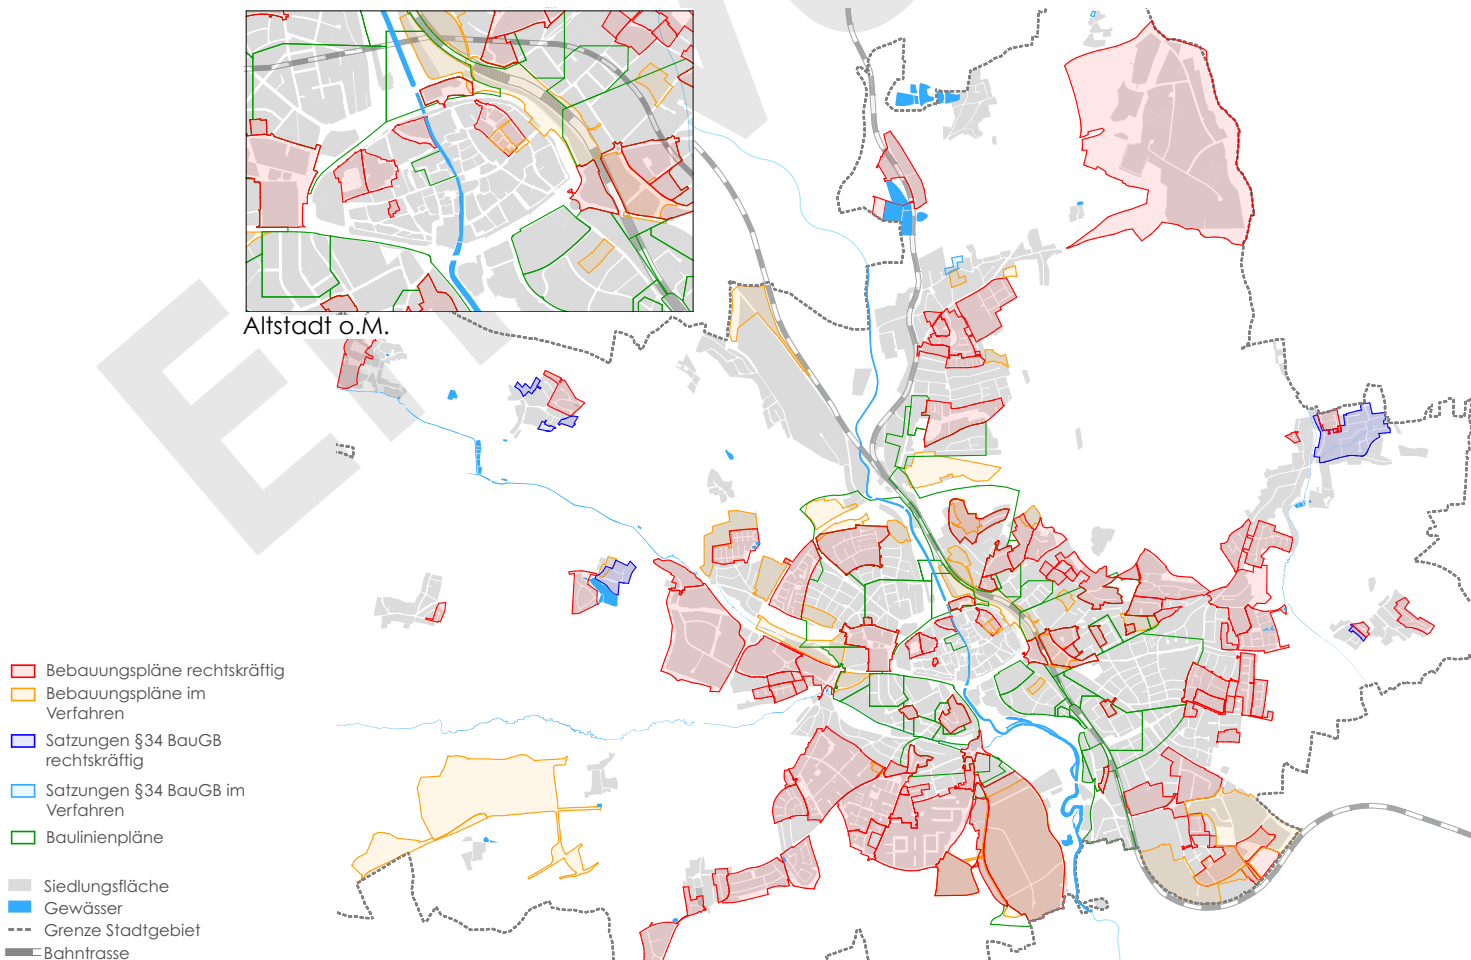 Altstadt o.M.
Bebauungspläne rechtskräftig
Bebauungspläne im
Verfahren
Satzungen §34 BauGB
rechtskräftig
Satzungen §34 BauGB im
Verfahren
Baulinienpläne
Siedlungsfläche
Gewässer
Grenze Stadtgebiet
Bahntrasse